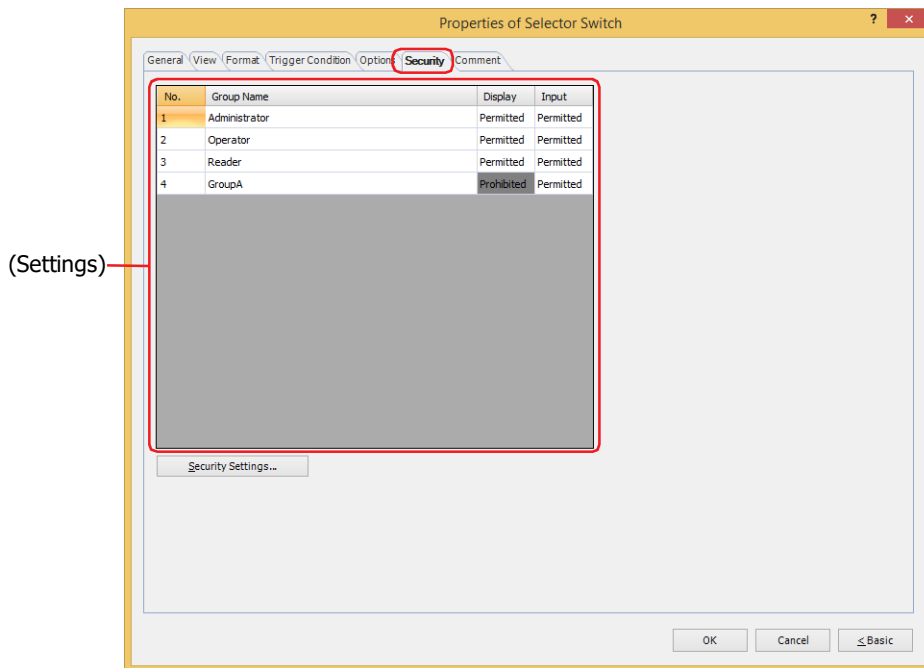 Properties of Selector Switch
? ×
General View Format Trigger Condition Options Security Comment
No. Group Name Display Input
1 Administrator Permitted Permitted
2 Operator Permitted Permitted
3 Reader Permitted Permitted
4 GroupA Prohibited Permitted
(Settings)
Security Settings...
OK Cancel < Basic